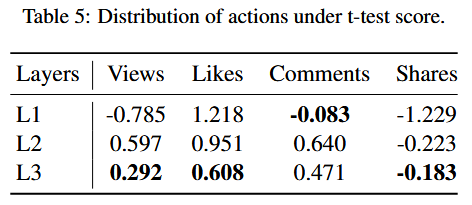 Table 5: Distribution of actions under t-test score.
Layers Views Likes Comments Shares
L1 -0.785 1.218 -0.083 -1.229
L2 0.597 0.951 0.640 -0.223
L3 0.292 0.608 0.471 -0.183